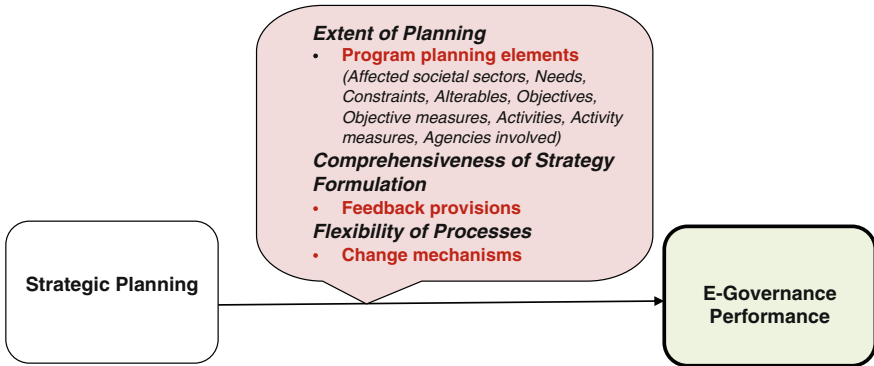 Extent of Planning
• Program planning elements
(Affected societal sectors, Needs,
Constraints, Alterables, Objectives,
Objective measures, Activities, Activity
measures, Agencies involved)
Comprehensiveness of Strategy
Formulation
• Feedback provisions
Flexibility of Processes
• Change mechanisms
Strategic Planning
E-Governance
Performance